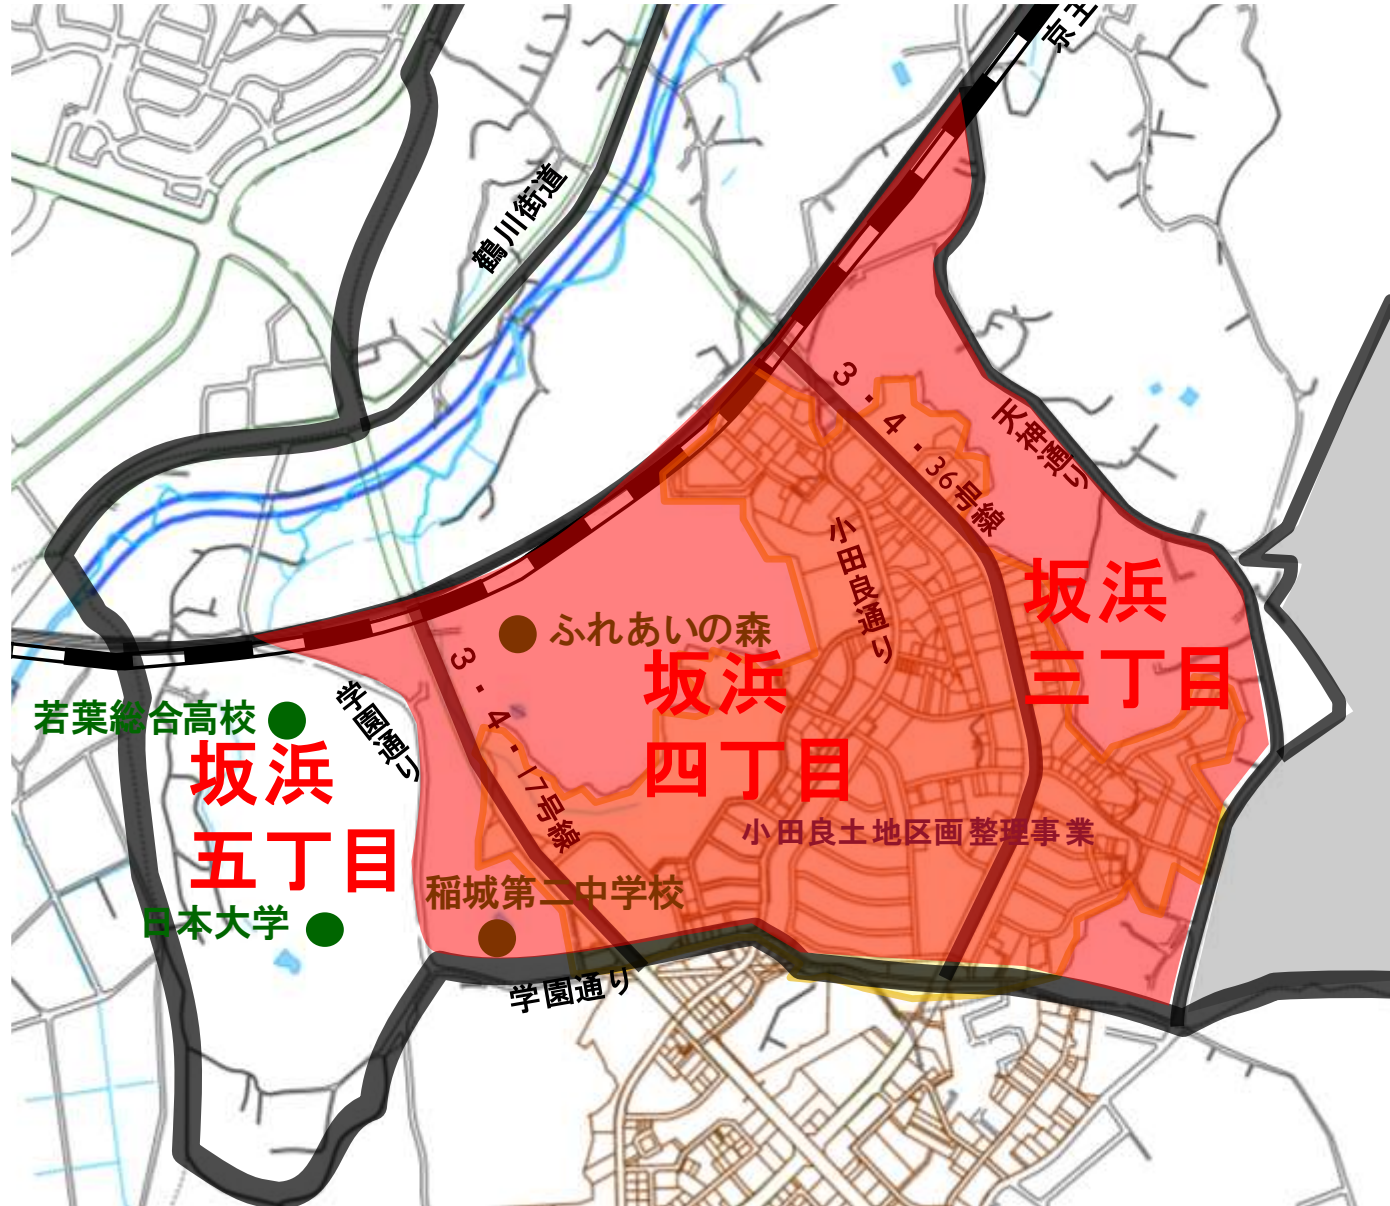 京王
鶴川街道
3・4・36号線
天神通り
小田良通り
坂浜
三丁目
ふれあいの森
坂浜
四丁目
3・4・17号線
学園通り
若葉総合高校
坂浜
五丁目
小田良土地区画整理事業
稲城第二中学校
日本大学
学園通り